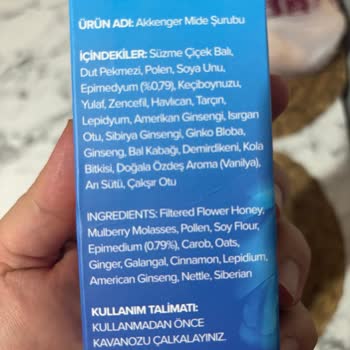 ÜRÜN ADI: Akkenger Mide Şurubu
İÇİNDEKİLER: Süzme Çiçek Balı,
Dut Pekmezi, Polen, Soya Unu,
Epimedyum (%0.79), Keçiboynuzu,
Yulaf, Zencefil, Havlıcan, Tarçın,
Lepidyum, Amerikan Ginsengi, Isırgan
Otu, Sibirya Ginsengi, Ginko Bloba,
Ginseng, Bal Kabağı, Demirdikeni, Kola
Bitkisi, Doğala Özdeş Aroma (Vanilya),
Arı Sütü, Çakşır Otu
INGREDIENTS: Filtered Flower Honey,
Mulberry Molasses, Pollen, Soy Flour,
Epimedium (0.79%), Carob, Oats,
Ginger, Galangal, Cinnamon, Lepidium,
American Ginseng, Nettle, Siberian
KULLANIM TALİMATI:
KULLANMADAN ÖNCE
KAVANOZU ÇALKALAYINIZ.